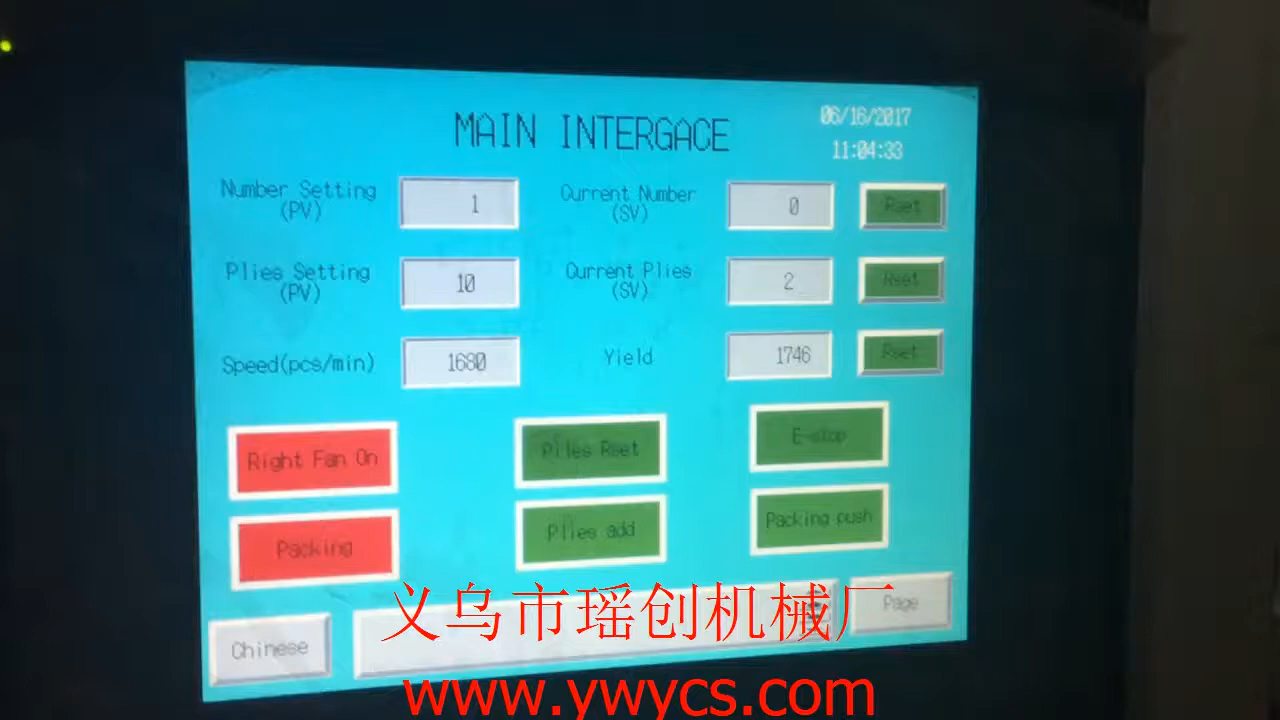 MAIN INTERGACE
06/16/2017
11:04:33
Number Setting
(PV)
1
Current Number
(SV)
0
Rset
Plies Setting
(PV)
10
Current Plies
(SV)
2
Rset
Speed(pcs/min)
1680
Yield
1746
Rset
Right Fan On
Plies Rset
E-stop
Packing
Plies add
Packing push
Chinese
Page
义乌市瑶创机械厂
www.ywycs.com